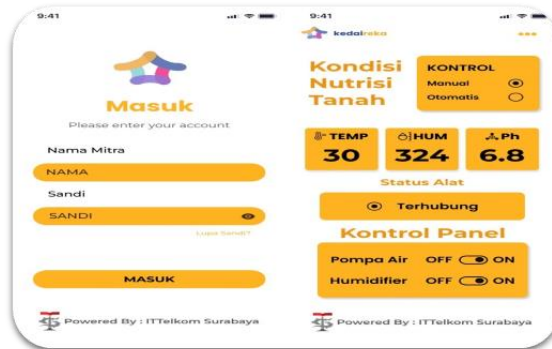 9:41
Masuk
Please enter your account
Nama Mitra
NAMA
Sandi
SANDI
Lupa Sandi?
MASUK
Powered By : ITTelkom Surabaya
9:41
kedaireka
Kondisi
Nutrisi
Tanah
KONTROL
Manual
Otomatis
TEMP
30
HUM
324
Ph
6.8
Status Alat
Terhubung
Kontrol Panel
Pompa Air OFF ON
Humidifier OFF ON
Powered By : ITTelkom Surabaya